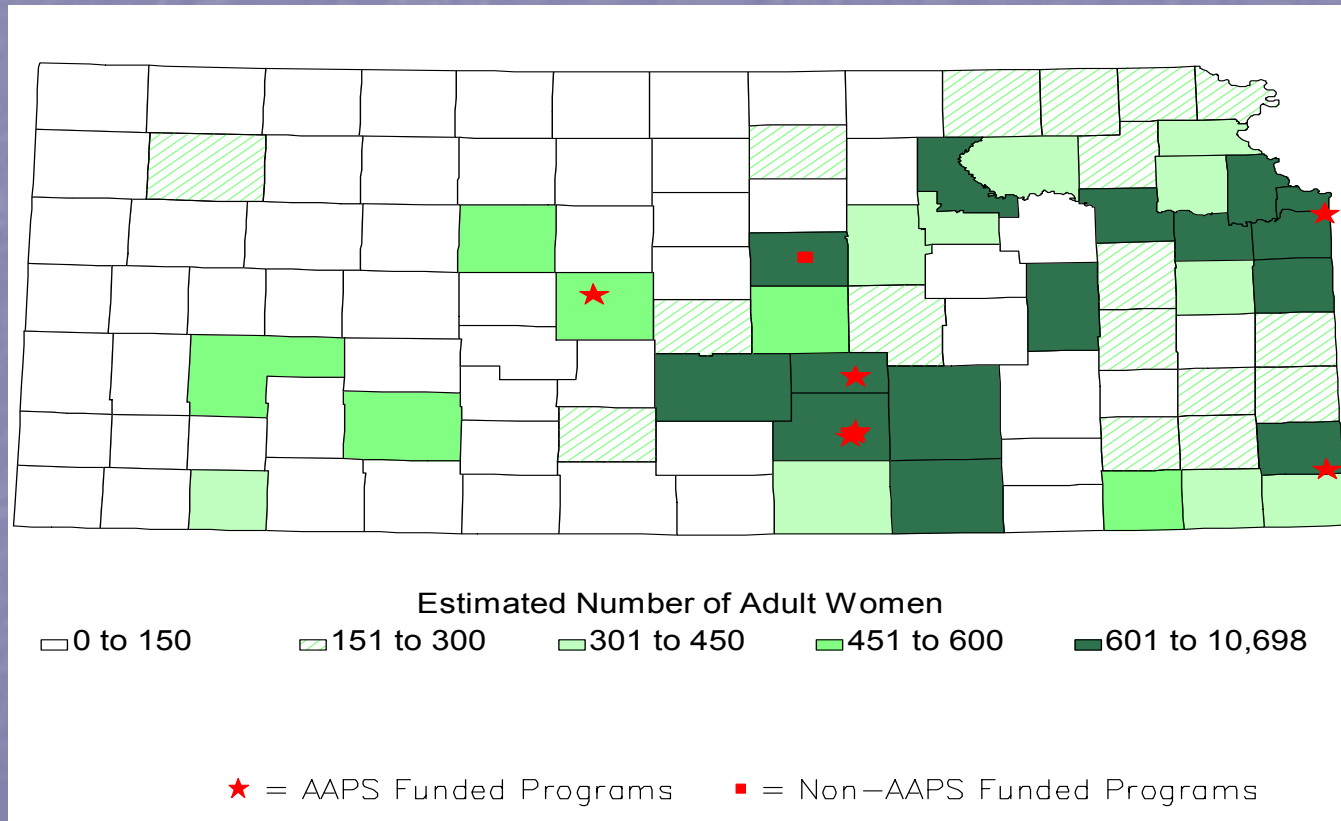 Estimated Number of Adult Women
0 to 150 151 to 300 301 to 450 451 to 600 601 to 10,698
= AAPS Funded Programs = Non-AAPS Funded Programs